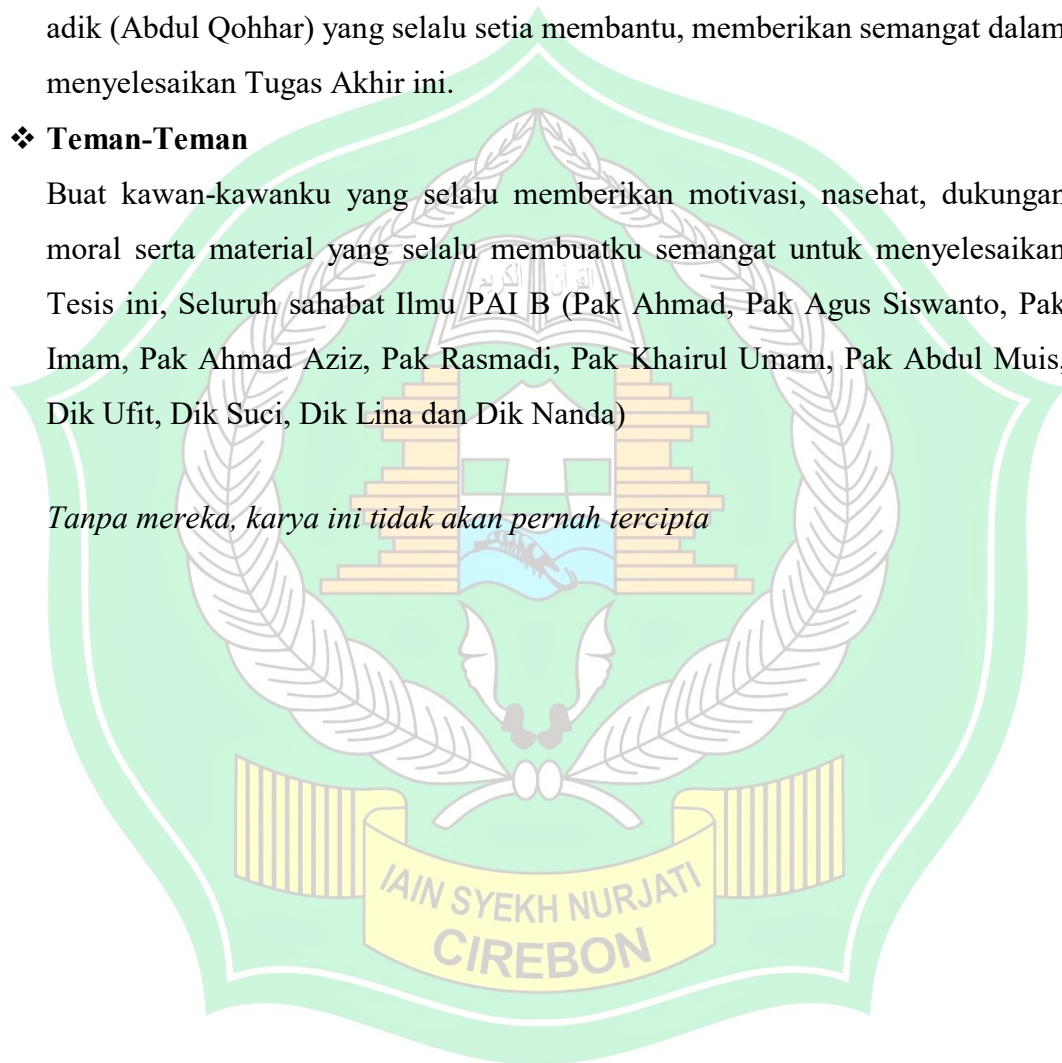 adik (Abdul Qohhar) yang selalu setia membantu, memberikan semangat dalam
menyelesaikan Tugas Akhir ini.
❖ Teman-Teman
Buat kawan-kawanku yang selalu memberikan motivasi, nasehat, dukungan
moral serta material yang selalu membuatku semangat untuk menyelesaikan
Tesis ini, Seluruh sahabat Ilmu PAI B (Pak Ahmad, Pak Agus Siswanto, Pak
Imam, Pak Ahmad Aziz, Pak Rasmadi, Pak Khairul Umam, Pak Abdul Muis,
Dik Ufit, Dik Suci, Dik Lina dan Dik Nanda)
Tanpa mereka, karya ini tidak akan pernah tercipta
القرآن الكريم
IAIN SYEKH NURJATI
CIREBON